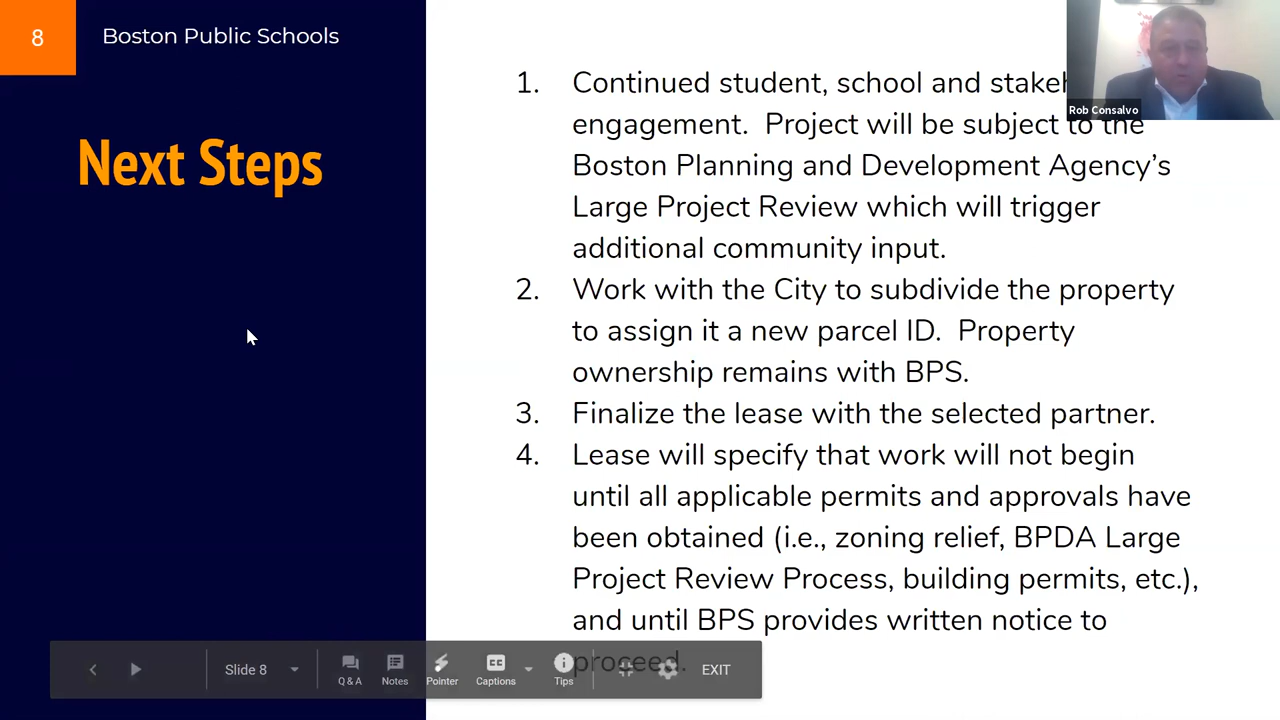 8
Boston Public Schools
Next Steps
1. Continued student, school and
engagement. Project will be subject to the
Boston Planning and Development Agency’s
Large Project Review which will trigger
additional community input.
2. Work with the City to subdivide the property
to assign it a new parcel ID. Property
ownership remains with BPS.
3. Finalize the lease with the selected partner.
4. Lease will specify that work will not begin
until all applicable permits and approvals have
been obtained (i.e., zoning relief, BPDA Large
Project Review Process, building permits, etc.),
and until BPS provides written notice to
proceed.
Rob Consalvo
Slide 8
Q & A
Notes
Pointer
Captions
Tips
EXIT